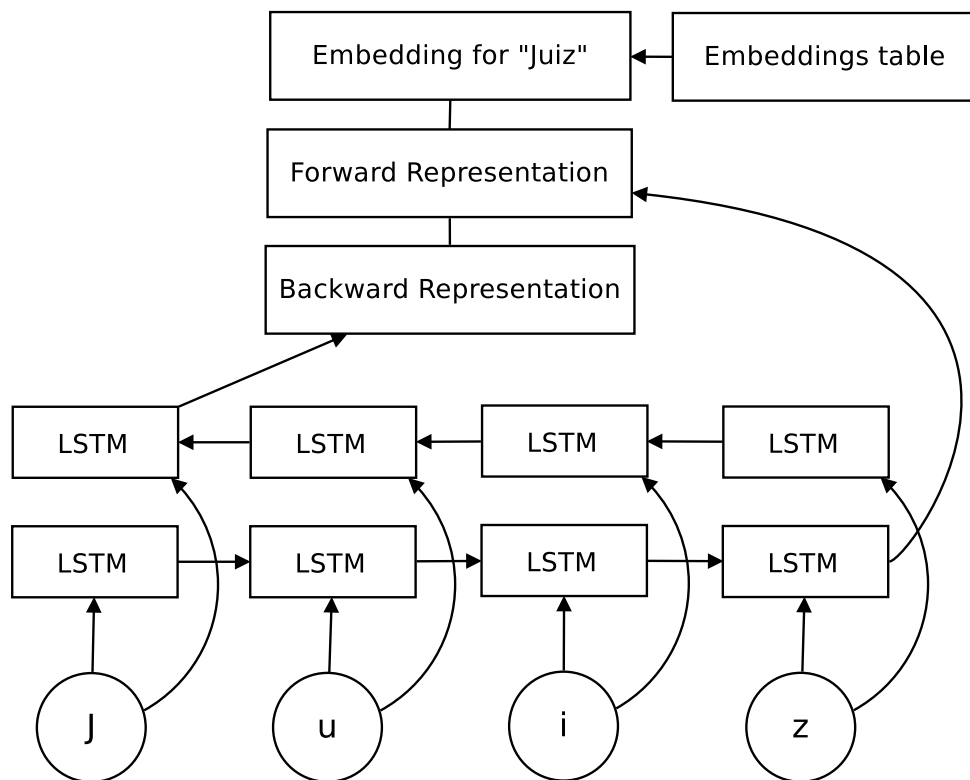 Embedding for "Juiz"
Embeddings table
Forward Representation
Backward Representation
LSTM
LSTM
LSTM
LSTM
LSTM
LSTM
LSTM
LSTM
J
u
i
z